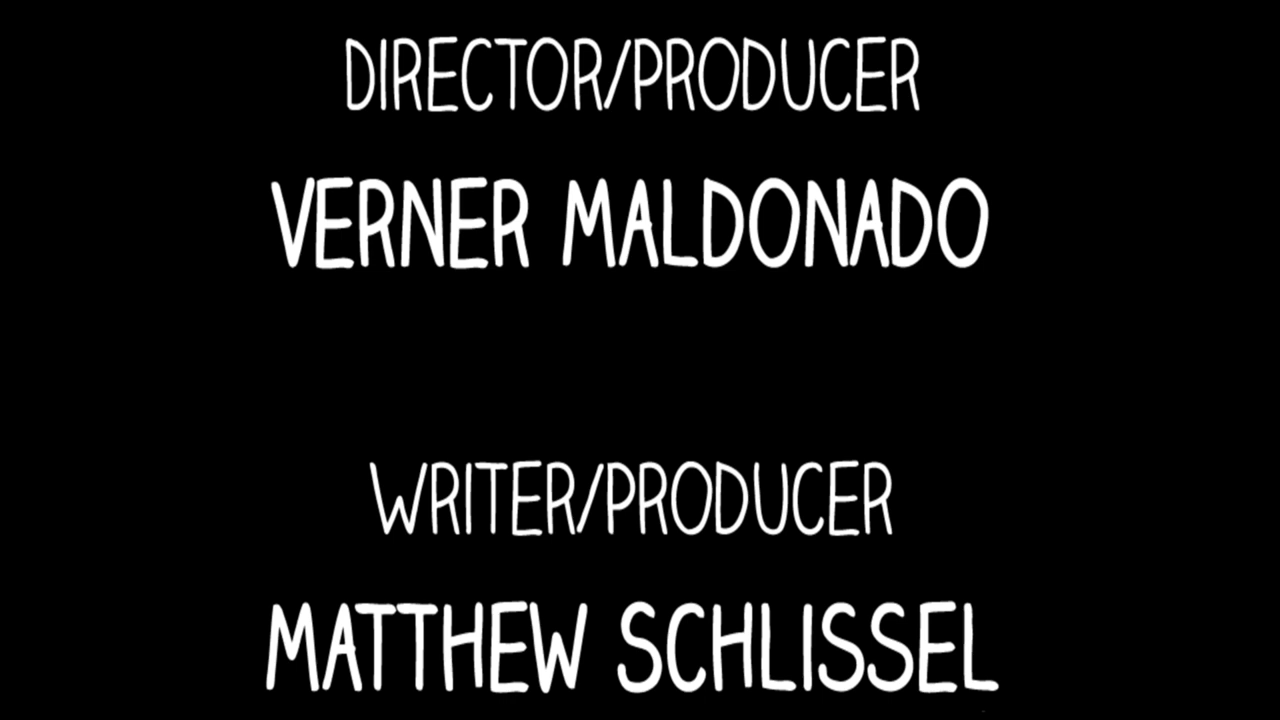 DIRECTOR/PRODUCER
VERNER MALDONADO
WRITER/PRODUCER
MATTHEW SCHLISSEL